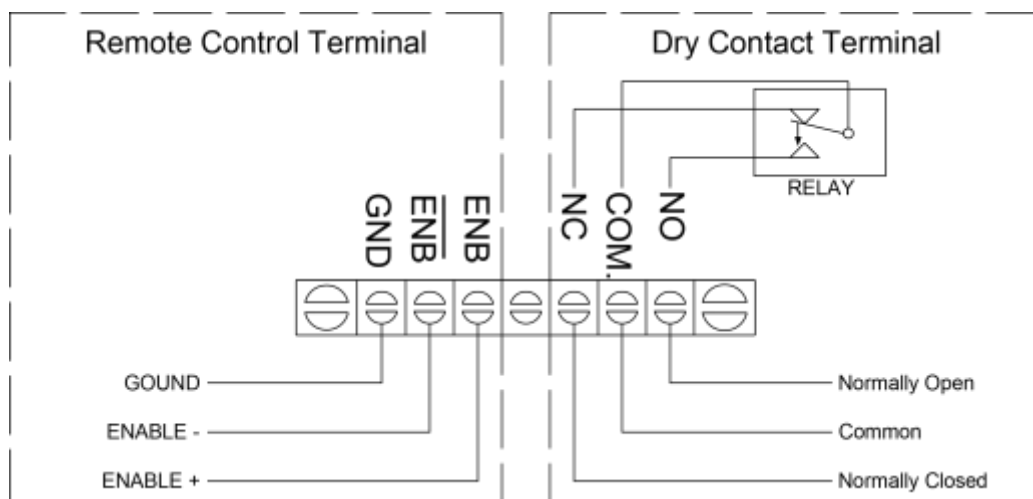 Remote Control Terminal
Dry Contact Terminal
RELAY
GND
ENB
ENB
NC
COM.
NO
GOUND
ENABLE -
ENABLE +
Normally Open
Common
Normally Closed